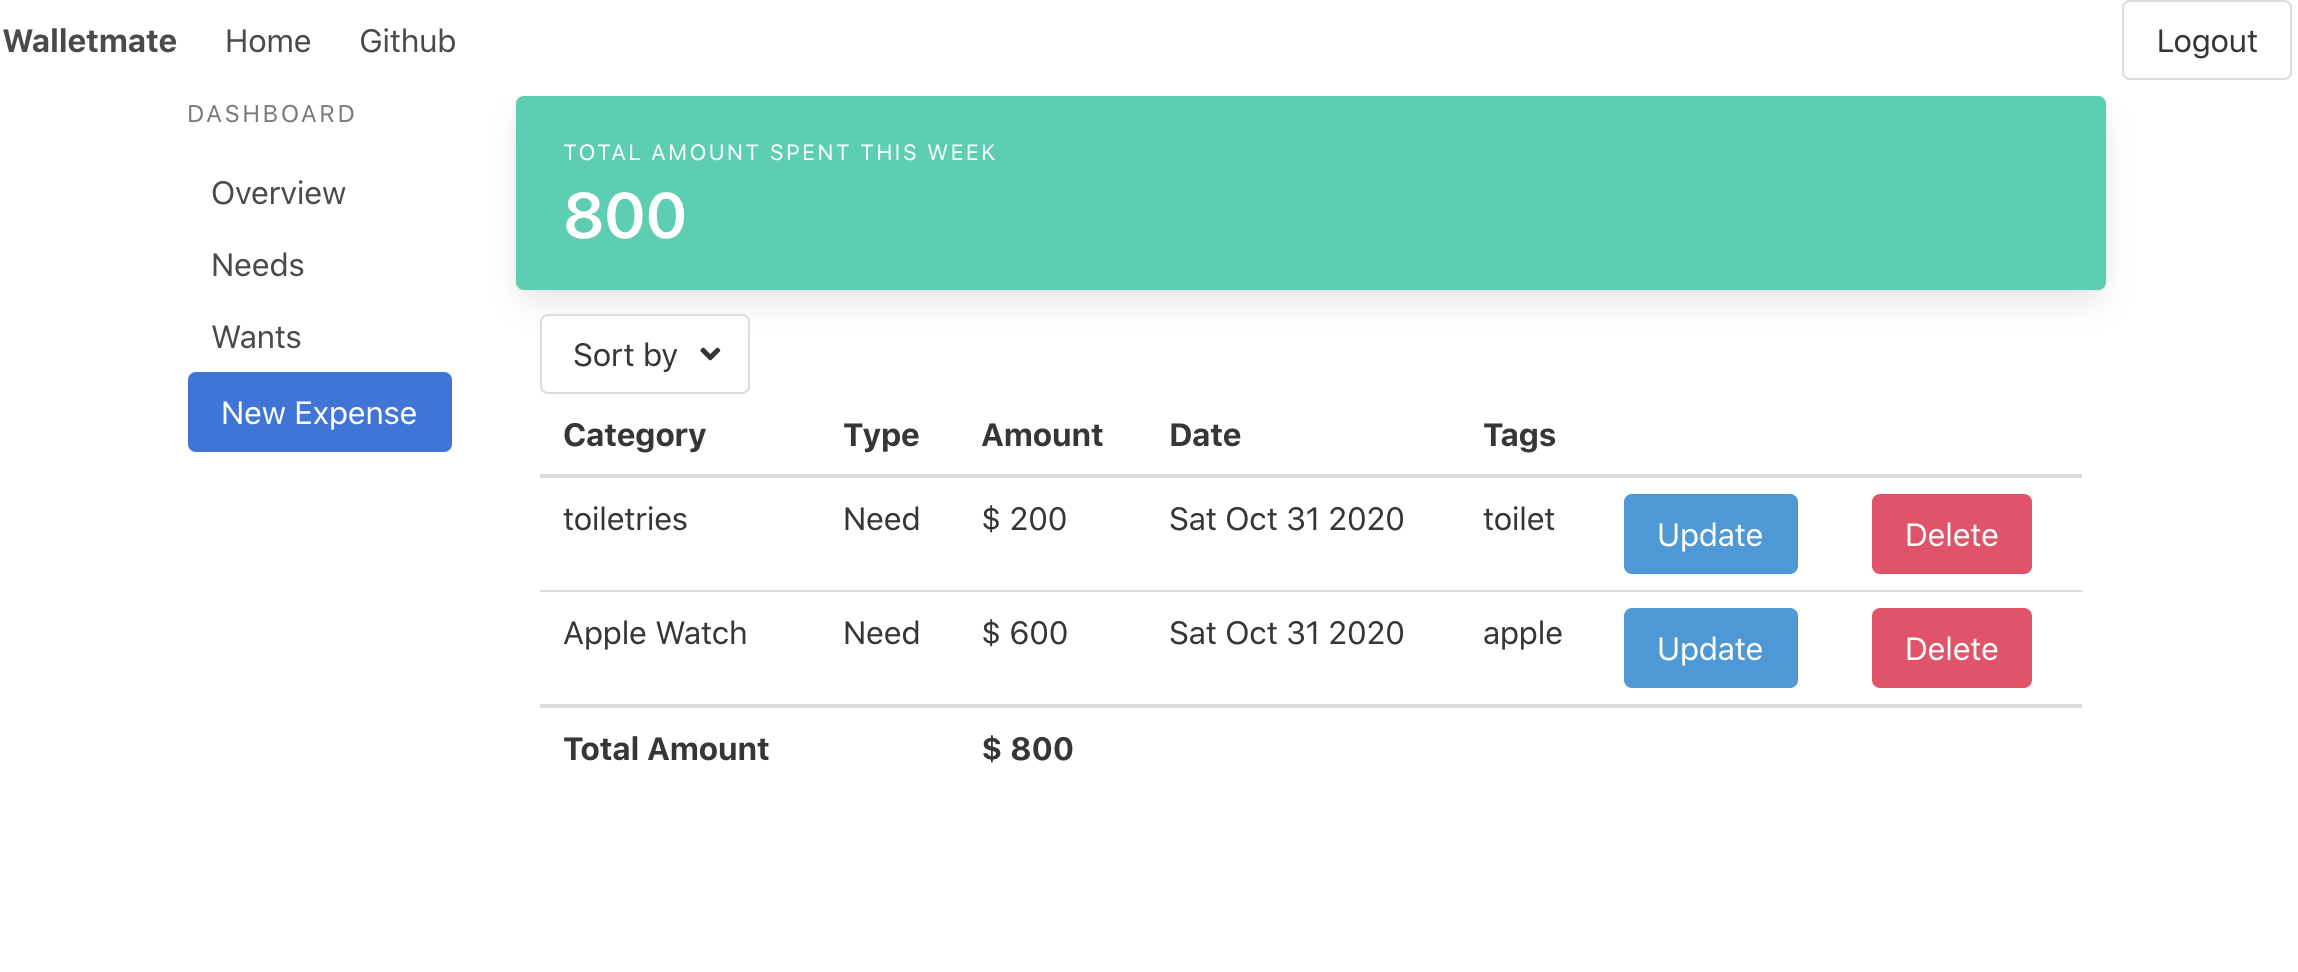 Walletmate Home Github Logout
DASHBOARD
Overview
Needs
Wants
New Expense
TOTAL AMOUNT SPENT THIS WEEK
800
Sort by
Category Type Amount Date Tags
toiletries Need $ 200 Sat Oct 31 2020 toilet Update Delete
Apple Watch Need $ 600 Sat Oct 31 2020 apple Update Delete
Total Amount $ 800